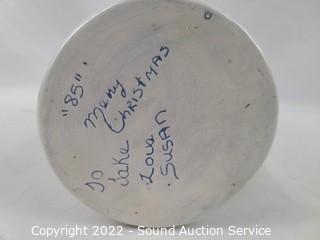 "85"
Merry
Christmas
To
Jake
Love
Susan
Copyright 2022 - Sound Auction Service